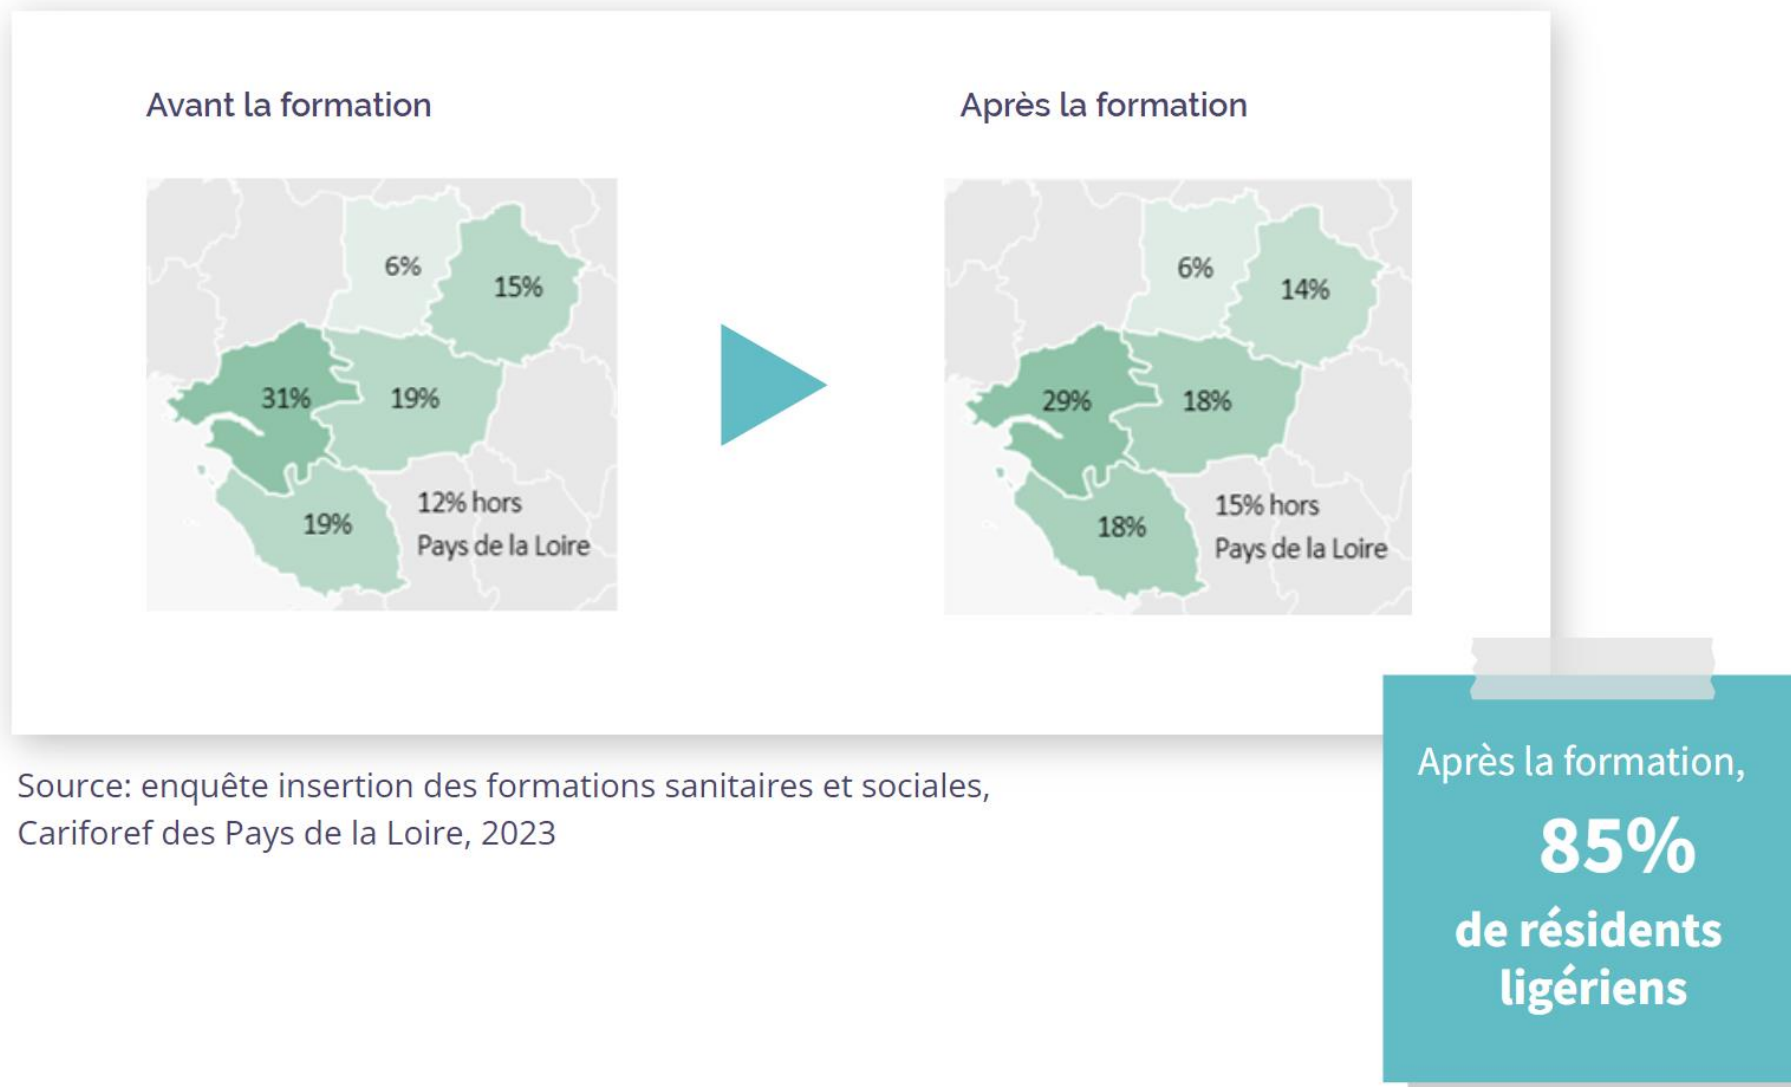 Avant la formation
6%
15%
31%
19%
19%
12% hors
Pays de la Loire
Après la formation
6%
14%
29%
18%
18%
15% hors
Pays de la Loire
Source: enquête insertion des formations sanitaires et sociales,
Cariforef des Pays de la Loire, 2023
Après la formation,
85%
de résidents
ligériens